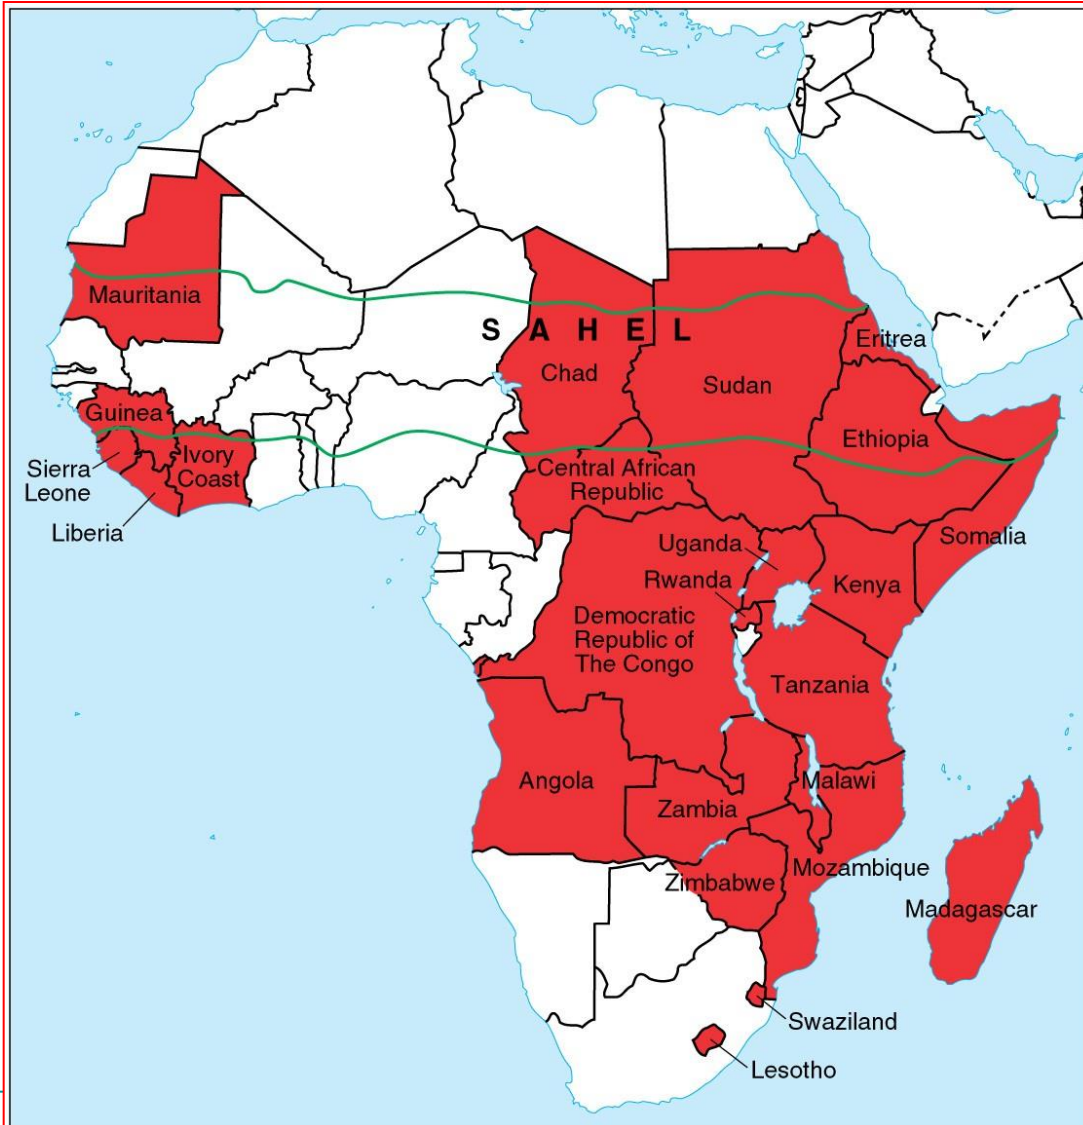 Mauritania
S A H E L
Eritrea
Chad
Sudan
Guinea
Ethiopia
Ivory
Coast
Sierra
Leone
Central African
Republic
Liberia
Somalia
Uganda
Rwanda
Kenya
Democratic
Republic of
The Congo
Tanzania
Angola
Malawi
Zambia
Mozambique
Zimbabwe
Madagascar
Swaziland
Lesotho